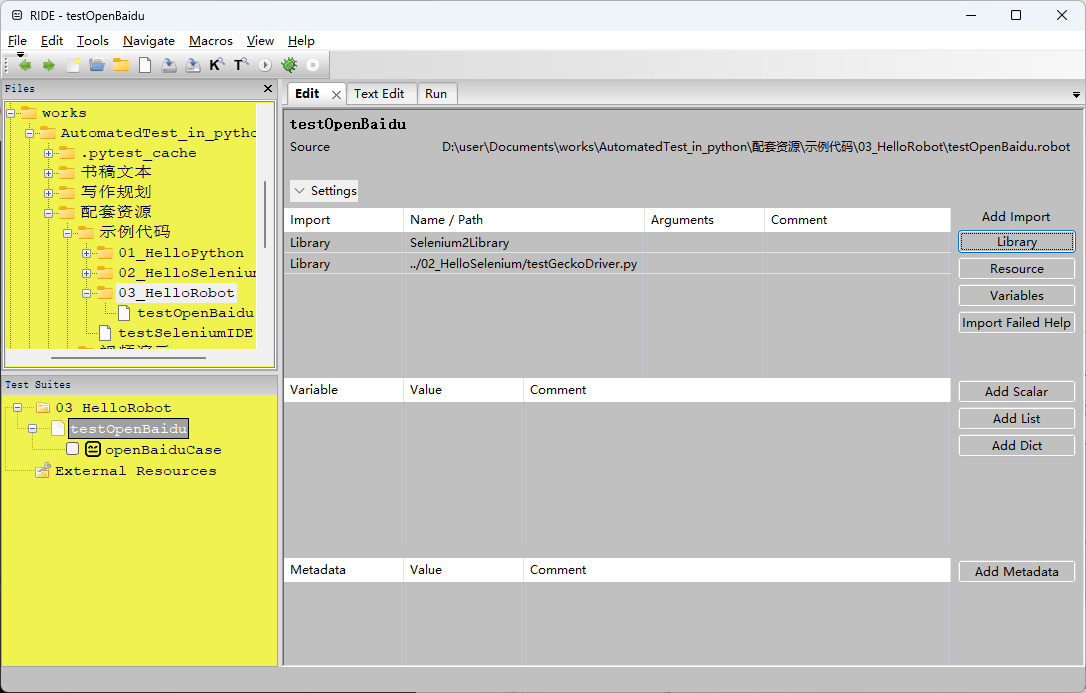 RIDE - testOpenBaidu
File Edit Tools Navigate Macros View Help
Files
works
AutomatedTest_in_pytho
.pytest_cache
书稿文本
写作规划
配套资源
示例代码
01_HelloPython
02_HelloSeleniu
03_HelloRobot
testOpenBaidu
testSeleniumIDE
视频演示
Test Suites
03 HelloRobot
testOpenBaidu
openBaiduCase
External Resources
Edit Text Edit Run
testOpenBaidu
Source D:\user\Documents\works\AutomatedTest_in_python\配套资源\示例代码\03_HelloRobot\testOpenBaidu.robot
Settings
Import Name / Path Arguments Comment
Library Selenium2Library
Library ../02_HelloSelenium/testGeckoDriver.py
Add Import
Library
Resource
Variables
Import Failed Help
Variable Value Comment
Add Scalar
Add List
Add Dict
Metadata Value Comment
Add Metadata